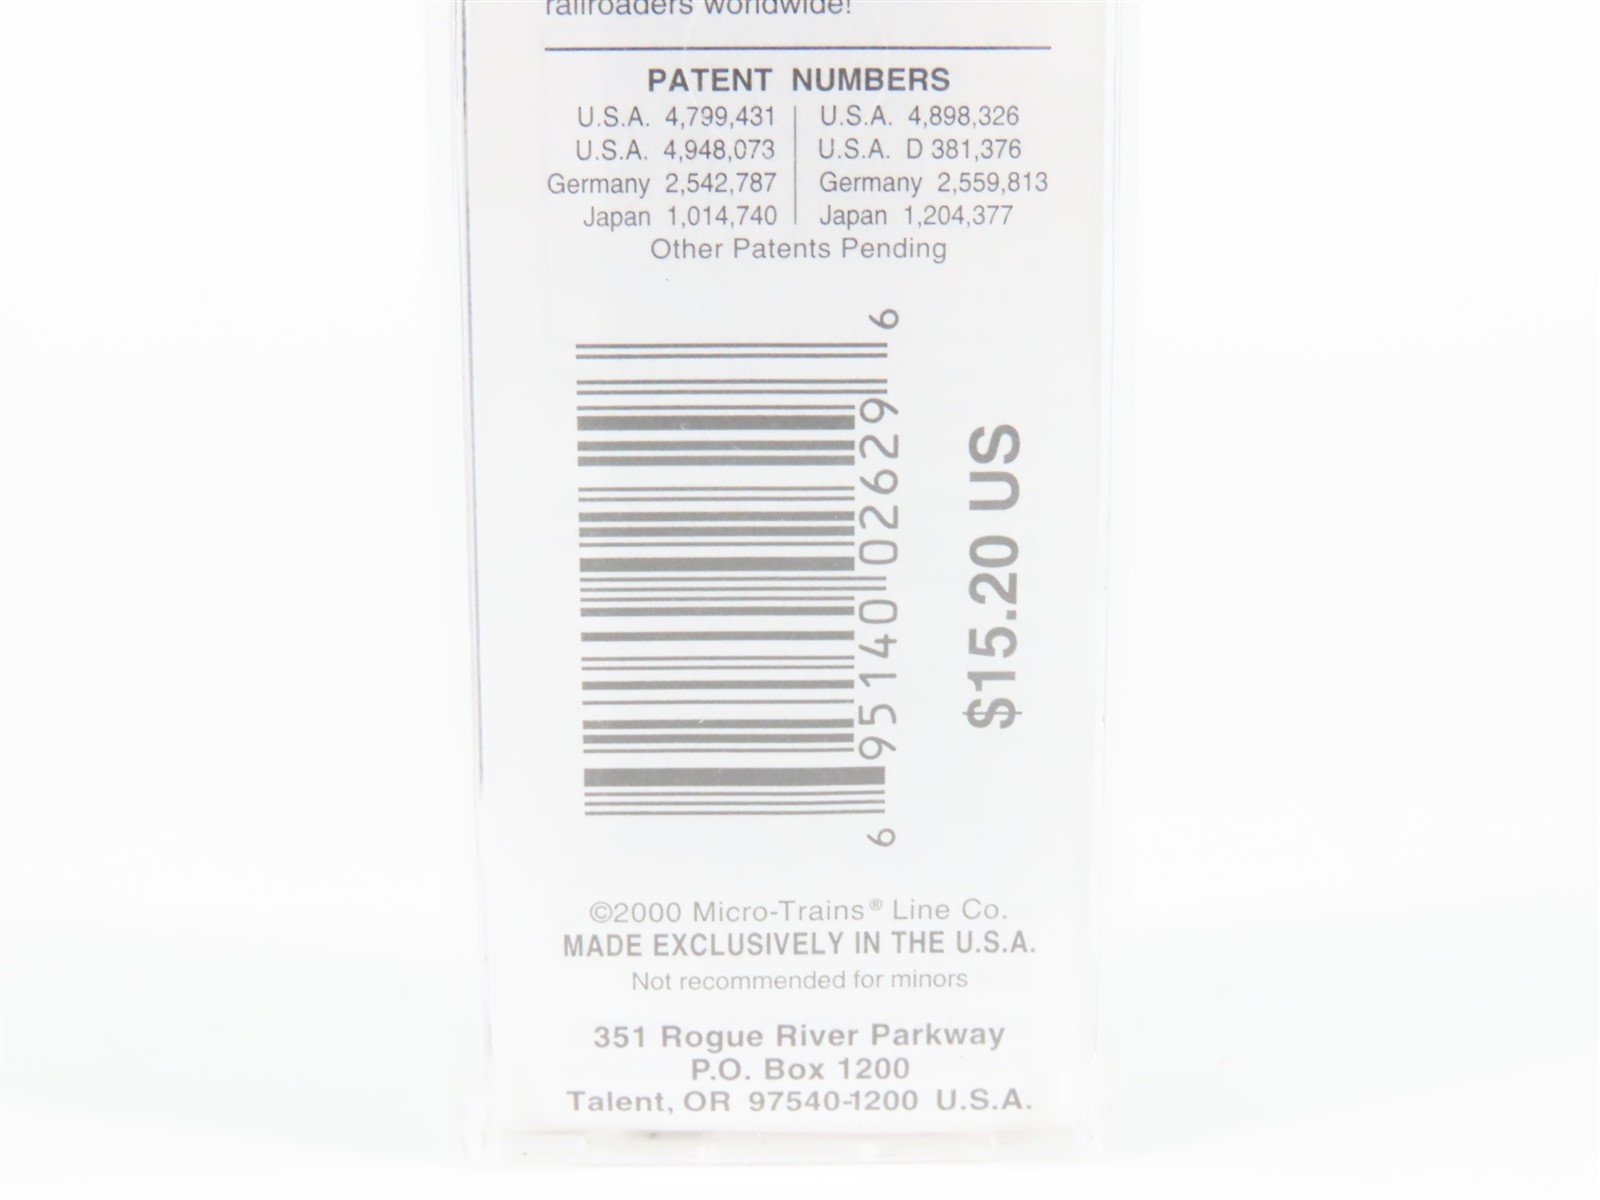 railroaders worldwide!
PATENT NUMBERS
U.S.A. 4,799,431 | U.S.A. 4,898,326
U.S.A. 4,948,073 | U.S.A. D 381,376
Germany 2,542,787 | Germany 2,559,813
Japan 1,014,740 | Japan 1,204,377
Other Patents Pending
6 95140 02629 6
$15.20 US
©2000 Micro-Trains® Line Co.
MADE EXCLUSIVELY IN THE U.S.A.
Not recommended for minors
351 Rogue River Parkway
P.O. Box 1200
Talent, OR 97540-1200 U.S.A.